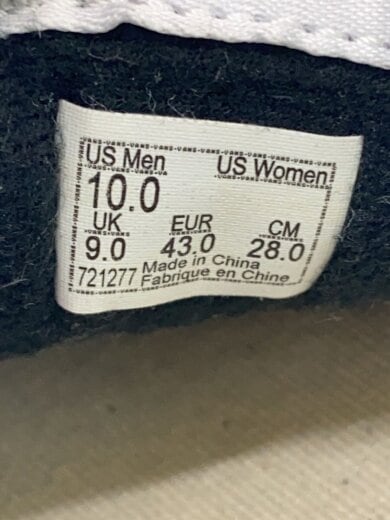 US Men US Women
10.0
UK EUR CM
9.0 43.0 28.0
721277 Made in China
Fabrique en Chine